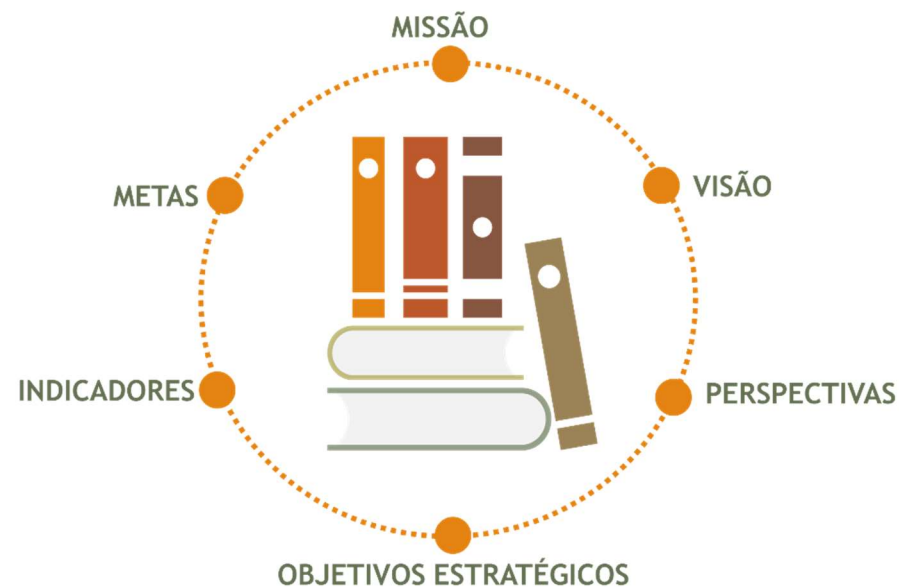 MISSÃO
VISÃO
PERSPECTIVAS
OBJETIVOS ESTRATÉGICOS
INDICADORES
METAS